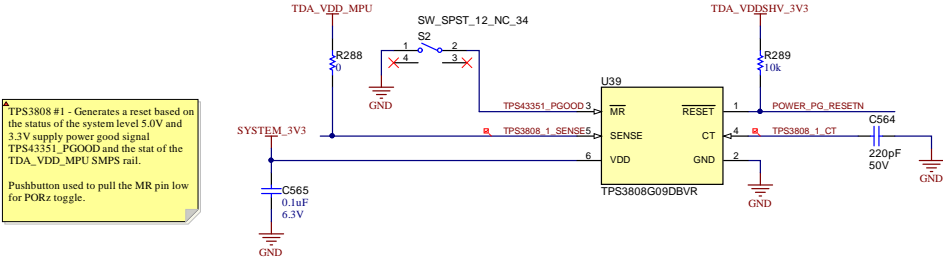 TDA_VDD_MPU
TDA_VDDSHV_3V3
SW_SPST_12_NC_34
S2
1
2
4
3
R288
0
R289
10k
GND
U39
TPS43351_PGOOD
3
MR
RESET
1
POWER_PG_RESETN
C564
TPS3808 #1 - Generates a reset based on
the status of the system level 5.0V and
3.3V supply power good signal
TPS43351_PGOOD and the stat of the
TDA_VDD_MPU SMPS rail.
Pushbutton used to pull the MR pin low
for PORz toggle.
SYSTEM_3V3
TPS3808_1_SENSE
5
SENSE
CT
4
TPS3808_1_CT
6
VDD
GND
2
220pF
50V
GND
GND
TPS3808G09DBVR
C565
0.1uF
6.3V
GND